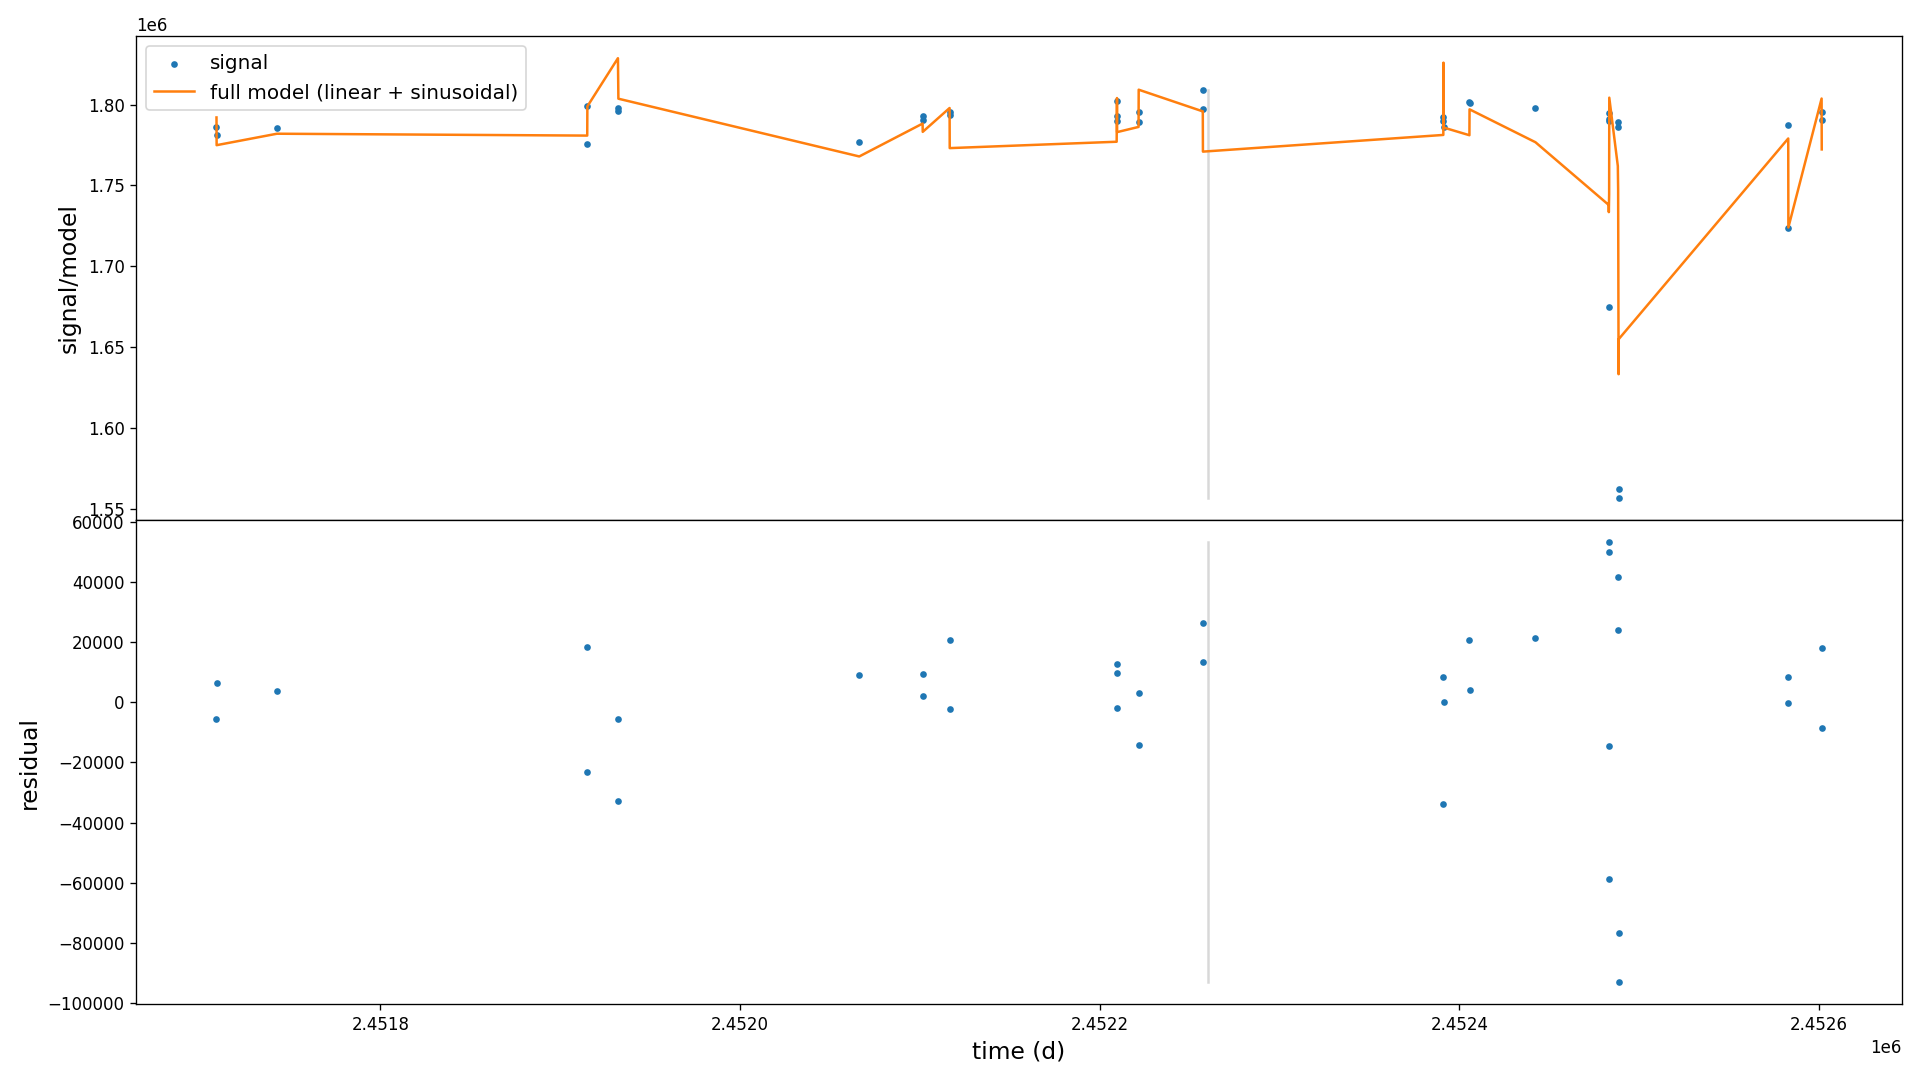 1e6
signal
full model (linear + sinusoidal)
signal/model
1.80
1.75
1.70
1.65
1.60
1.55
residual
60000
40000
20000
0
−20000
−40000
−60000
−80000
−100000
2.4518 2.4520 2.4522 2.4524 2.4526
1e6
time (d)